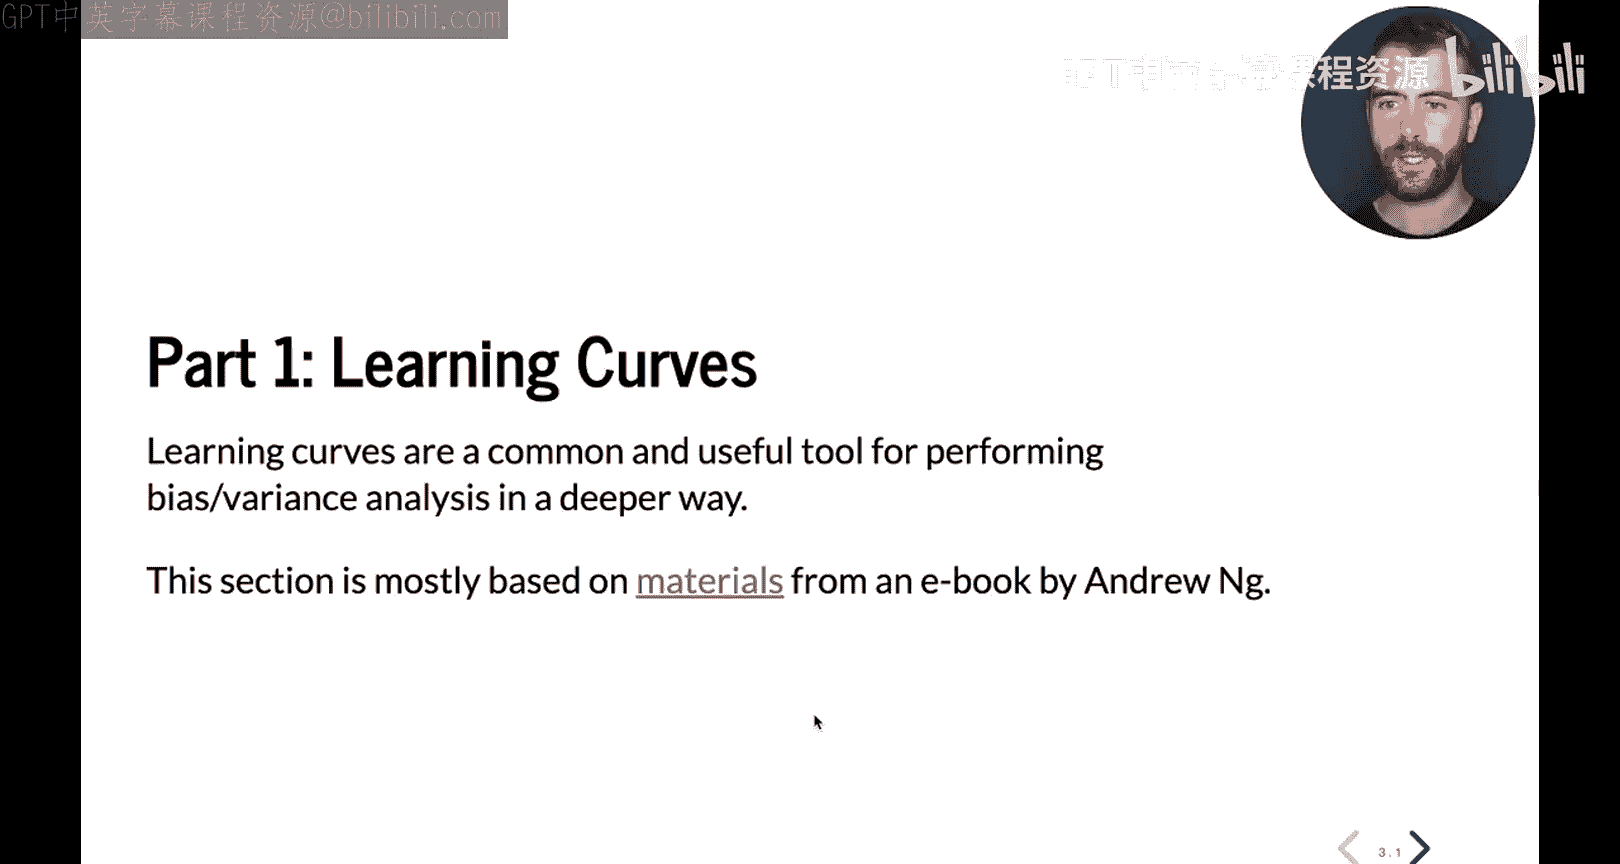 GPT中英字幕课程资源@bilibili.com
课程资源 bilibili
Part 1: Learning Curves
Learning curves are a common and useful tool for performing
bias/variance analysis in a deeper way.
This section is mostly based on materials from an e-book by Andrew Ng.
3.1